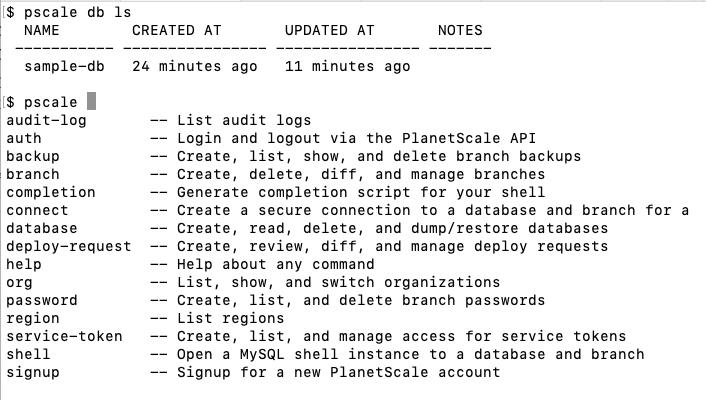 $ pscale db ls
NAME CREATED AT UPDATED AT NOTES
----------- ---------------- ---------------- -------
sample-db 24 minutes ago 11 minutes ago
$ pscale
audit-log -- List audit logs
auth -- Login and logout via the PlanetScale API
backup -- Create, list, show, and delete branch backups
branch -- Create, delete, diff, and manage branches
completion -- Generate completion script for your shell
connect -- Create a secure connection to a database and branch for a
database -- Create, read, delete, and dump/restore databases
deploy-request -- Create, review, diff, and manage deploy requests
help -- Help about any command
org -- List, show, and switch organizations
password -- Create, list, and delete branch passwords
region -- List regions
service-token -- Create, list, and manage access for service tokens
shell -- Open a MySQL shell instance to a database and branch
signup -- Signup for a new PlanetScale account